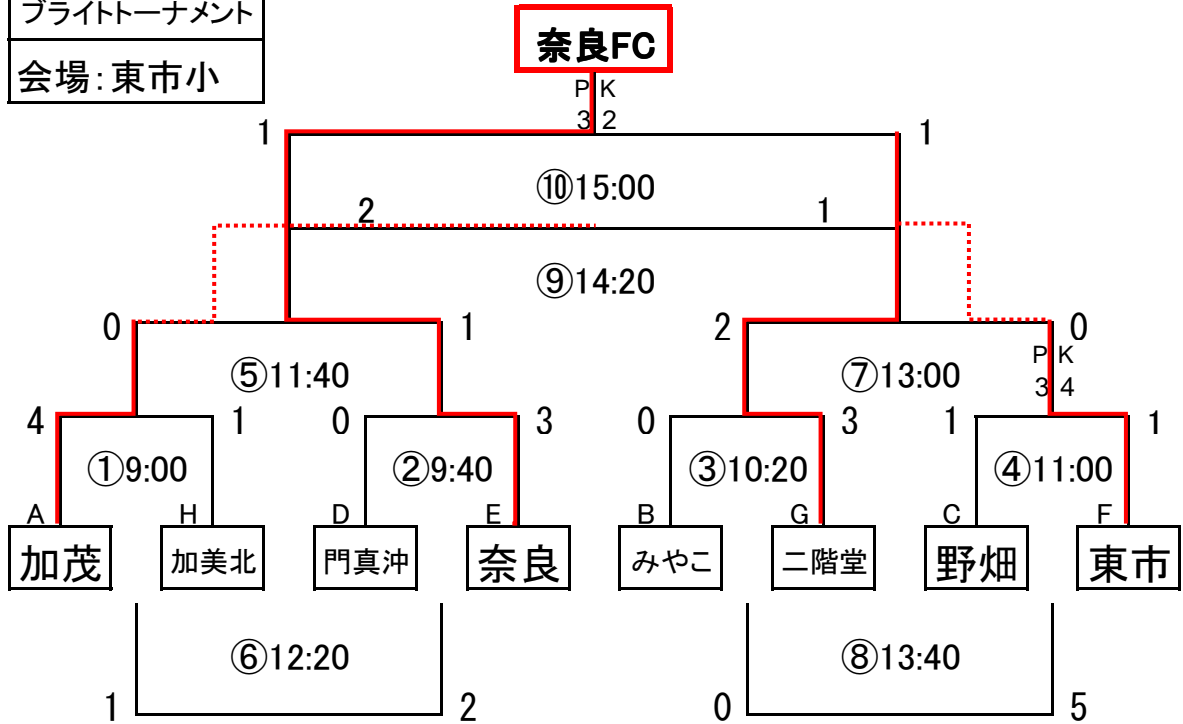 ブライトトーナメント
会場：東市小
奈良FC
P K
3 2
1 1
⑩15:00
2 1
⑨14:20
0 1 2 0
⑤11:40 ⑦13:00
P K
3 4
4 1 0 3 0 3 1 1
①9:00 ②9:40 ③10:20 ④11:00
A H D E B G C F
加茂 加美北 門真沖 奈良 みやこ 二階堂 野畑 東市
⑥12:20 ⑧13:40
1 2 0 5